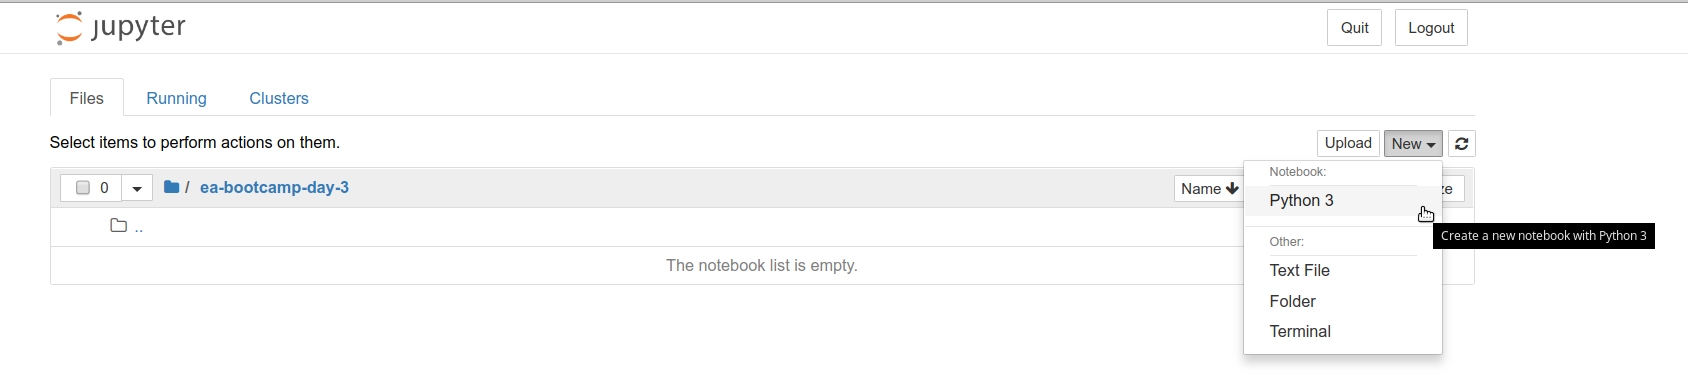 jupyter
Quit
Logout
Files
Running
Clusters
Select items to perform actions on them.
Upload
New
0
/ ea-bootcamp-day-3
Name
ze
Notebook:
Python 3
Create a new notebook with Python 3
..
Other:
Text File
The notebook list is empty.
Folder
Terminal